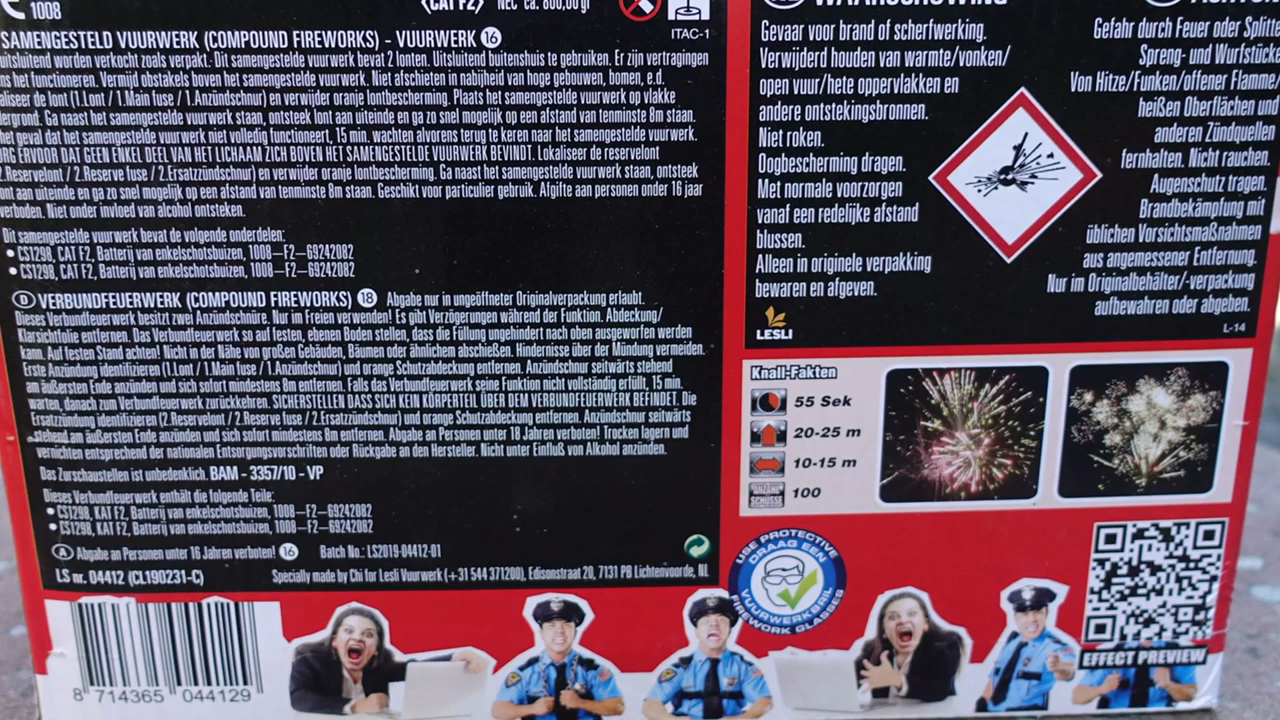 1008
(CAT F2) NEC ca. 800,00 gr
ITAC-1
SAMENGESTELD VUURWERK (COMPOUND FIREWORKS) - VUURWERK 16
uitsluitend worden verkocht zoals verpakt. Dit samengestelde vuurwerk bevat 2 lonten. Uitsluitend buitenshuis te gebruiken. Er zijn vertragingen
ns het functioneren. Vermijd obstakels boven het samengestelde vuurwerk. Niet afschieten in nabijheid van hoge gebouwen, bomen, e.d.
aliseer de lont (1.Lont / 1.Main fuse / 1.Anzündschnur) en verwijder oranje lontbescherming. Plaats het samengestelde vuurwerk op vlakke
ergrond. Ga naast het samengestelde vuurwerk staan, ontsteek lont aan uiteinde en ga zo snel mogelijk op een afstand van tenminste 8m staan.
het geval dat het samengestelde vuurwerk niet volledig functioneert, 15 min. wachten alvorens terug te keren naar het samengestelde vuurwerk.
RG ERVOOR DAT GEEN ENKEL DEEL VAN HET LICHAAM ZICH BOVEN HET SAMENGESTELDE VUURWERK BEVINDT. Lokaliseer de reservelont
2.Reservelont / 2.Reserve fuse / 2.Ersatzzündschnur) en verwijder oranje lontbescherming. Ga naast het samengestelde vuurwerk staan, ontsteek
ont aan uiteinde en ga zo snel mogelijk op een afstand van tenminste 8m staan. Geschikt voor particulier gebruik. Afgifte aan personen onder 16 jaar
verboden. Niet onder invloed van alcohol ontsteken.
Dit samengestelde vuurwerk bevat de volgende onderdelen:
• CS129B, CAT F2, Batterij van enkelschotsbuizen, 1008-F2-69242082
• CS129B, CAT F2, Batterij van enkelschotsbuizen, 1008-F2-69242082
D VERBUNDFEUERWERK (COMPOUND FIREWORKS) 18 Abgabe nur in ungeöffneter Originalverpackung erlaubt.
Dieses Verbundfeuerwerk besitzt zwei Anzündschnüre. Nur im Freien verwenden! Es gibt Verzögerungen während der Funktion. Abdeckung/
Klarsichtfolie entfernen. Das Verbundfeuerwerk so auf festen, ebenen Boden stellen, dass die Füllung ungehindert nach oben ausgeworfen werden
kann. Auf festen Stand achten! Nicht in der Nähe von großen Gebäuden, Bäumen oder ähnlichem abschießen. Hindernisse über der Mündung vermeiden.
Erste Anzündung identifizieren (1.Lont / 1.Main fuse / 1.Anzündschnur) und orange Schutzabdeckung entfernen. Anzündschnur seitwärts stehend
am äußersten Ende anzünden und sich sofort mindestens 8m entfernen. Falls das Verbundfeuerwerk seine Funktion nicht vollständig erfüllt, 15 min.
warten, danach zum Verbundfeuerwerk zurückkehren. SICHERSTELLEN DASS SICH KEIN KÖRPERTEIL ÜBER DEM VERBUNDFEUERWERK BEFINDET. Die
Ersatzzündung identifizieren (2.Reservelont / 2.Reserve fuse / 2.Ersatzzündschnur) und orange Schutzabdeckung entfernen. Anzündschnur seitwärts
stehend am äußersten Ende anzünden und sich sofort mindestens 8m entfernen. Abgabe an Personen unter 18 Jahren verboten! Trocken lagern und
vernichten entsprechend der nationalen Entsorgungsvorschriften oder Rückgabe an den Hersteller. Nicht unter Einfluß von Alkohol anzünden.
Das Zurschaustellen ist unbedenklich. BAM - 3357/10 - VP
Dieses Verbundfeuerwerk enthält die folgende Teile:
• CS129B, KAT F2, Batterij van enkelschotsbuizen, 1008-F2-69242082
• CS129B, KAT F2, Batterij van enkelschotsbuizen, 1008-F2-69242082
A Abgabe an Personen unter 16 Jahren verboten! 16 Batch No.: LS2019-04412-01
LS nr. 04412 (CL190231-C) Specially made by Chi for Lesli Vuurwerk (+31 544 371200), Edisonstraat 20, 7131 PB Lichtenvoorde, NL
8 714365 044129
WAARSCHUWING
Gevaar voor brand of scherfwerking.
Verwijderd houden van warmte/vonken/
open vuur/hete oppervlakken en
andere ontstekingsbronnen.
Niet roken.
Oogbescherming dragen.
Met normale voorzorgen
vanaf een redelijke afstand
blussen.
Alleen in originele verpakking
bewaren en afgeven.
LESLI
ACHTUNG
Gefahr durch Feuer oder Splitte
Spreng- und Wurfstücke
Von Hitze/Funken/offener Flamme/
heißen Oberflächen und
anderen Zündquellen
fernhalten. Nicht rauchen.
Augenschutz tragen.
Brandbekämpfung mit
üblichen Vorsichtsmaßnahmen
aus angemessener Entfernung.
Nur im Originalbehälter/-verpackung
aufbewahren oder abgeben.
L-14
Knall-Fakten
55 Sek
20-25 m
10-15 m
ANZAHL SCHÜSSE 100
USE PROTECTIVE
DRAAG EEN
VUURWERKBRIL
FIREWORK GLASSES
EFFECT PREVIEW